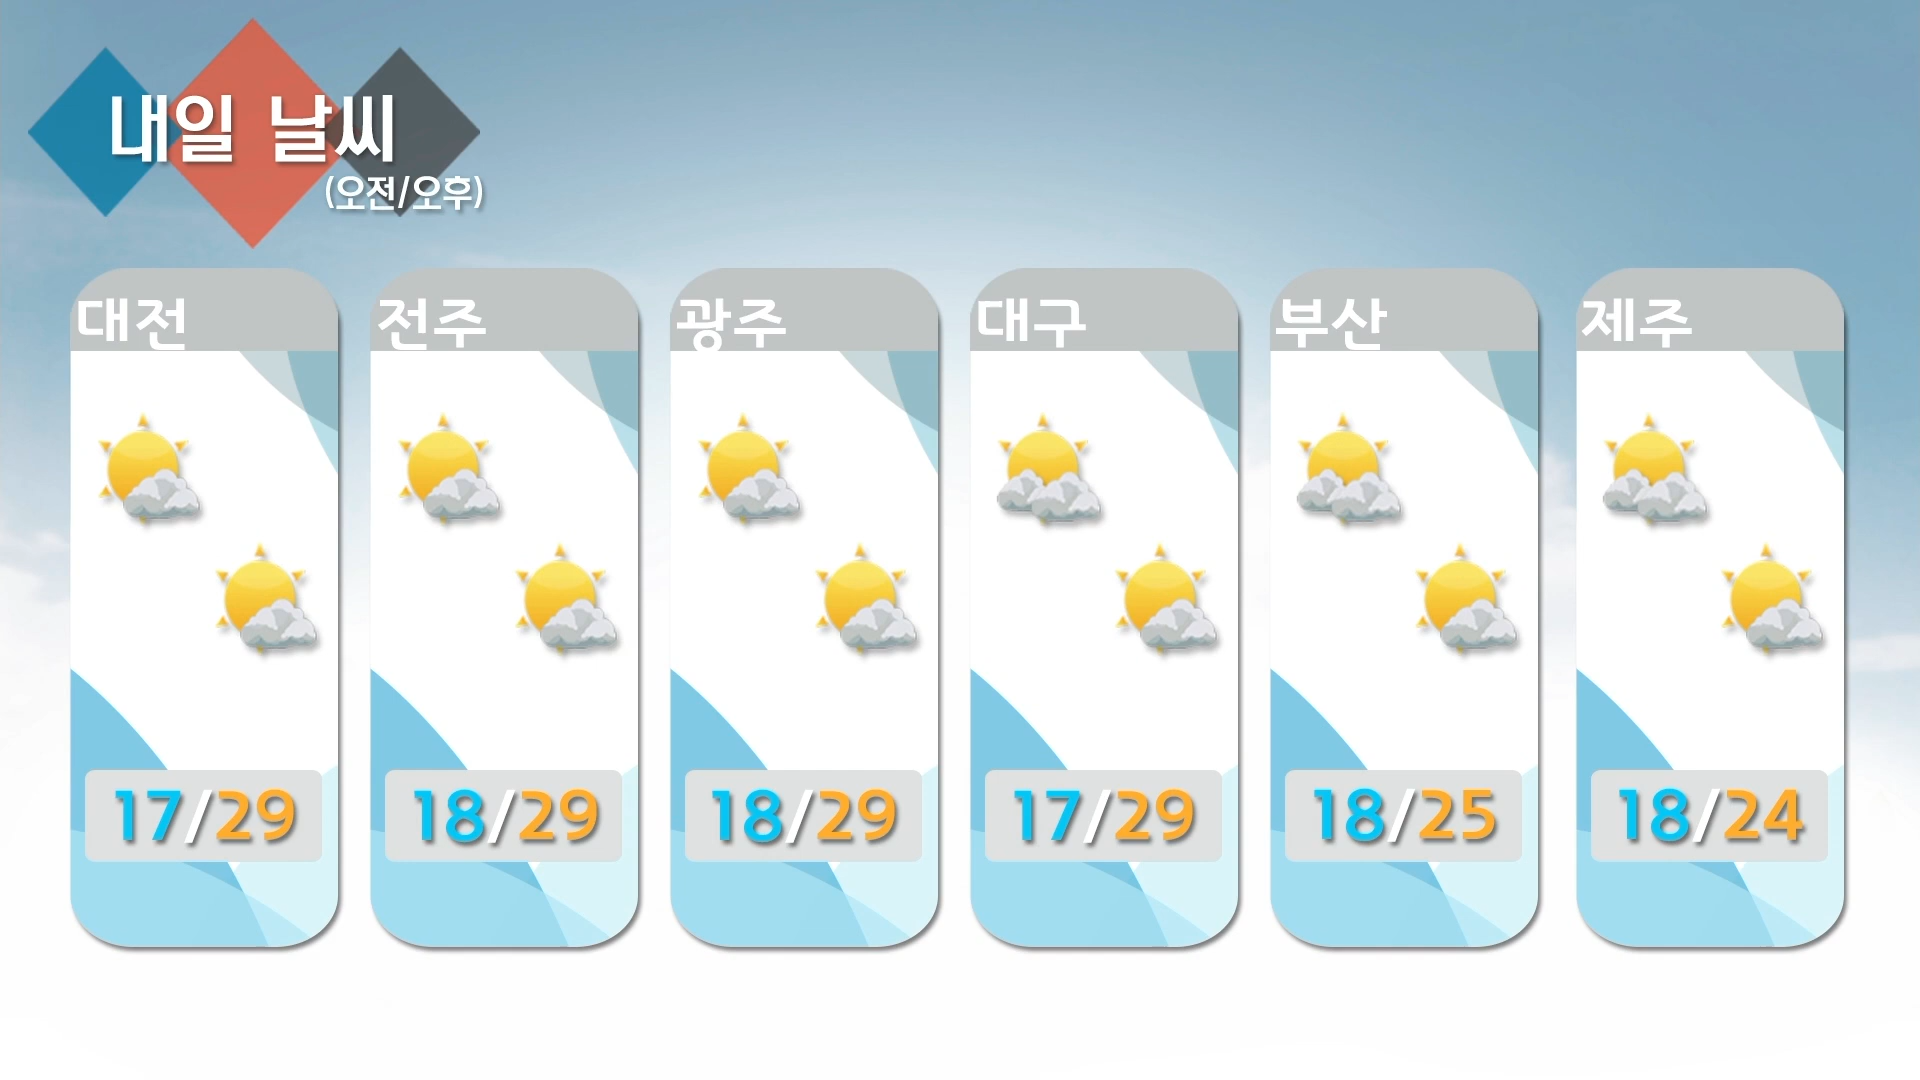 내일 날씨
(오전/오후)
대전 전주 광주 대구 부산 제주
17/29 18/29 18/29 17/29 18/25 18/24